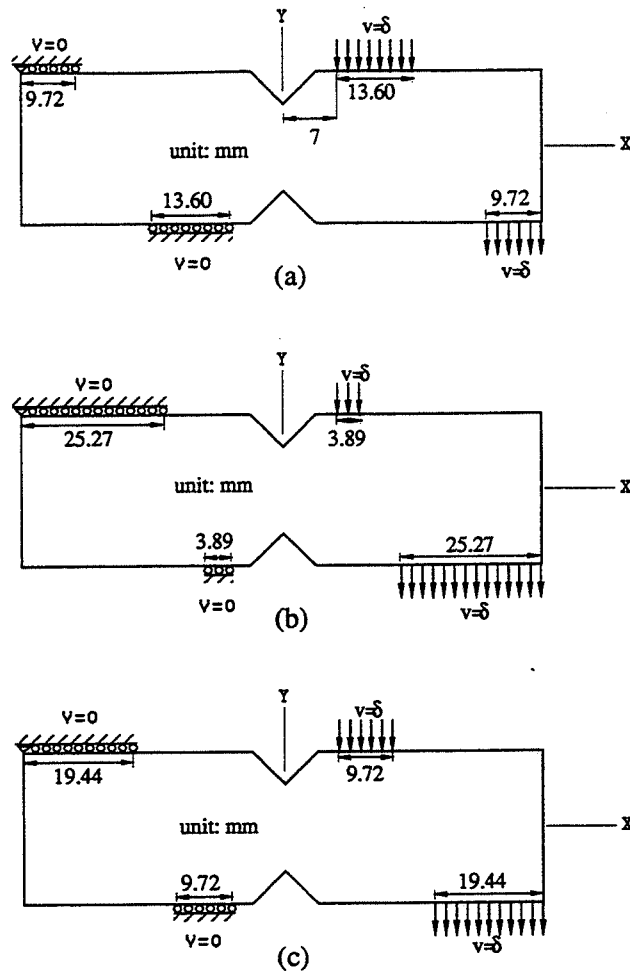 Y
V=0
v=δ
9.72
13.60
7
unit: mm
X
13.60
9.72
V=0
v=δ
(a)
Y
V=0
v=δ
25.27
3.89
unit: mm
X
3.89
25.27
V=0
v=δ
(b)
Y
V=0
v=δ
19.44
9.72
unit: mm
X
9.72
19.44
V=0
v=δ
(c)